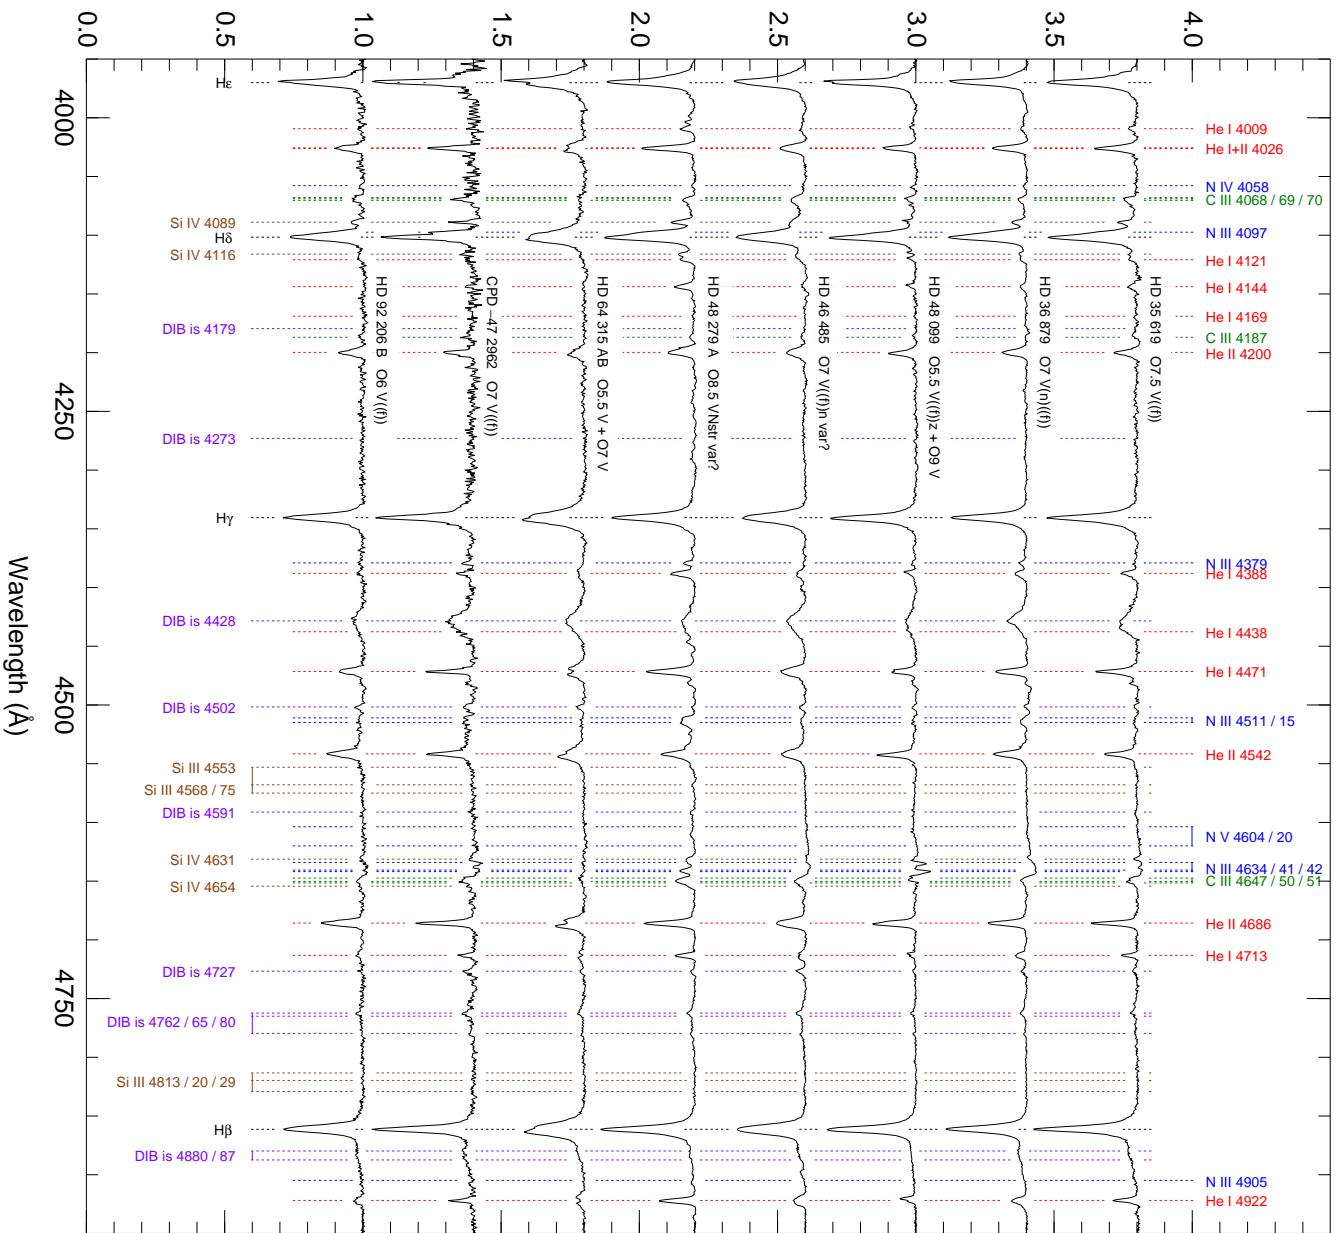 0.0
0.5
1.0
1.5
2.0
2.5
3.0
3.5
4.0
4000
4250
4500
4750
Wavelength (Å)
Hε
Si IV 4089
Hδ
Si IV 4116
DIB is 4179
DIB is 4273
Hγ
DIB is 4428
DIB is 4502
Si III 4553
Si III 4568 / 75
DIB is 4591
Si IV 4631
Si IV 4654
DIB is 4727
DIB is 4762 / 65 / 80
Si III 4813 / 20 / 29
Hβ
DIB is 4880 / 87
HD 92 206 B O6 V((f))
CPD −47 2962 O7 V((f))
HD 64 315 AB O5.5 V + O7 V
HD 48 279 A O8.5 VNstr var?
HD 46 485 O7 V((f))n var?
HD 48 099 O5.5 V((f))z + O9 V
HD 36 879 O7 V(n)((f))
HD 35 619 O7.5 V((f))
He I 4009
He I+II 4026
N IV 4058
C III 4068 / 69 / 70
N III 4097
He I 4121
He I 4144
He I 4169
C III 4187
He II 4200
N III 4379
He I 4388
He I 4438
He I 4471
N III 4511 / 15
He II 4542
N V 4604 / 20
N III 4634 / 41 / 42
C III 4647 / 50 / 51
He II 4686
He I 4713
N III 4905
He I 4922